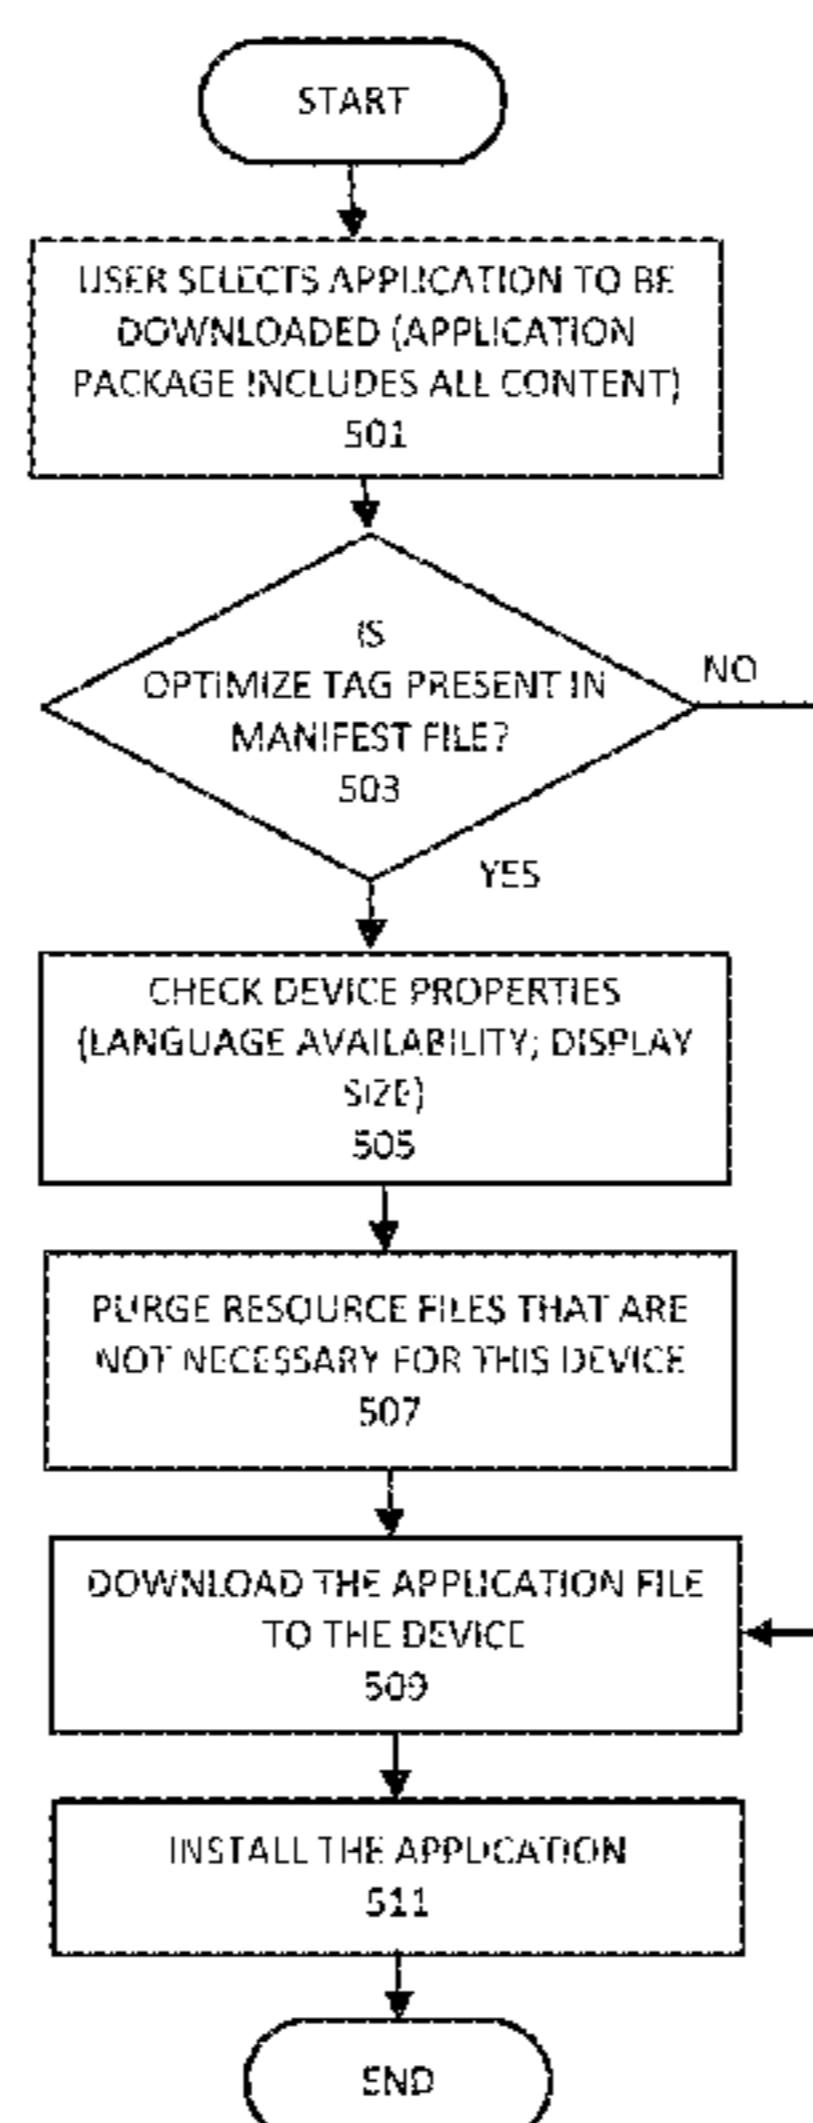 START
USER SELECTS APPLICATION TO BE
DOWNLOADED (APPLICATION
PACKAGE INCLUDES ALL CONTENT)
501
IS
OPTIMIZE TAG PRESENT IN
MANIFEST FILE?
503
NO
YES
CHECK DEVICE PROPERTIES
(LANGUAGE AVAILABILITY; DISPLAY
SIZE)
505
PURGE RESOURCE FILES THAT ARE
NOT NECESSARY FOR THIS DEVICE
507
DOWNLOAD THE APPLICATION FILE
TO THE DEVICE
509
INSTALL THE APPLICATION
511
END